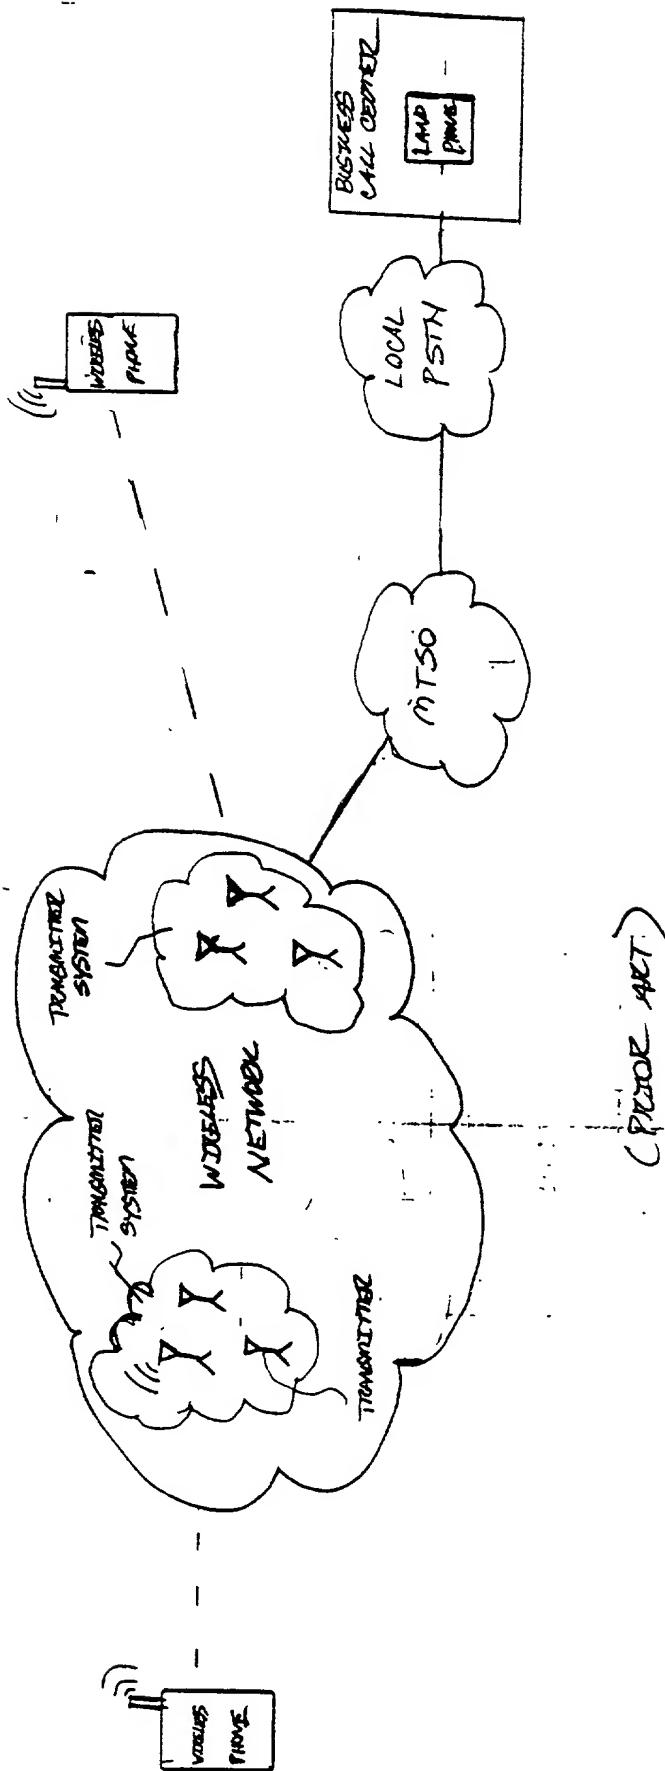 WIRELESS
PHONE
TRANSMITTER
SYSTEM
TRANSMITTER
WIRELESS
NETWORK
TRANSMITTER
SYSTEM
MTSO
WIRELESS
PHONE
LOCAL
PSTN
BUSINESS
CALL CENTER
LAND
PHONE
(PRIOR ART)